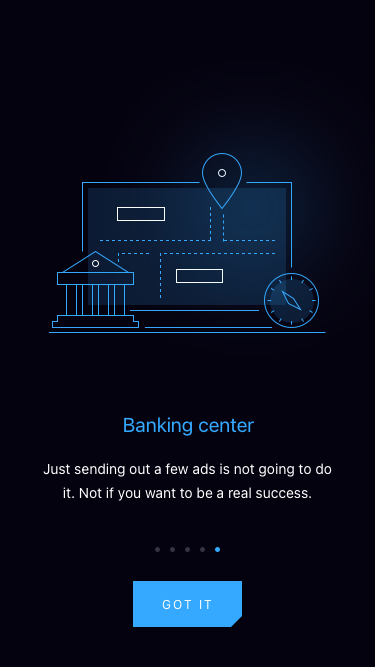 Banking center
Just sending out a few ads is not going to do
it. Not if you want to be a real success.
GOT IT